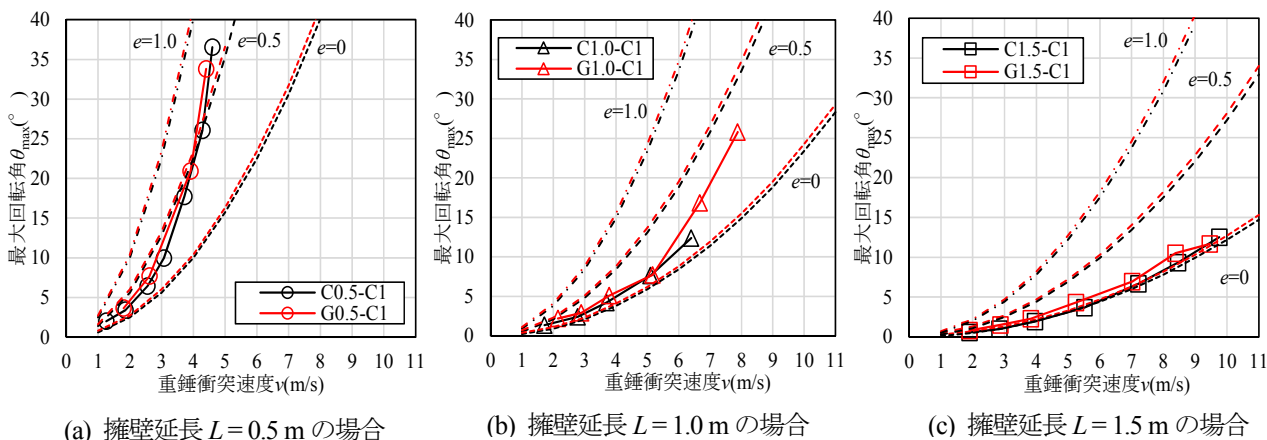 最大回転角θmax(°)
40
35
30
25
20
15
10
5
0
0 1 2 3 4 5 6 7 8 9 10 11
重錘衝突速度v(m/s)
e=1.0
e=0.5
e=0
C0.5-C1
G0.5-C1
(a) 擁壁延長 L = 0.5 m の場合
最大回転角θmax(°)
40
35
30
25
20
15
10
5
0
0 1 2 3 4 5 6 7 8 9 10 11
重錘衝突速度v(m/s)
C1.0-C1
G1.0-C1
e=0.5
e=1.0
e=0
(b) 擁壁延長 L = 1.0 m の場合
最大回転角θmax(°)
40
35
30
25
20
15
10
5
0
0 1 2 3 4 5 6 7 8 9 10 11
重錘衝突速度v(m/s)
C1.5-C1
G1.5-C1
e=1.0
e=0.5
e=0
(c) 擁壁延長 L = 1.5 m の場合